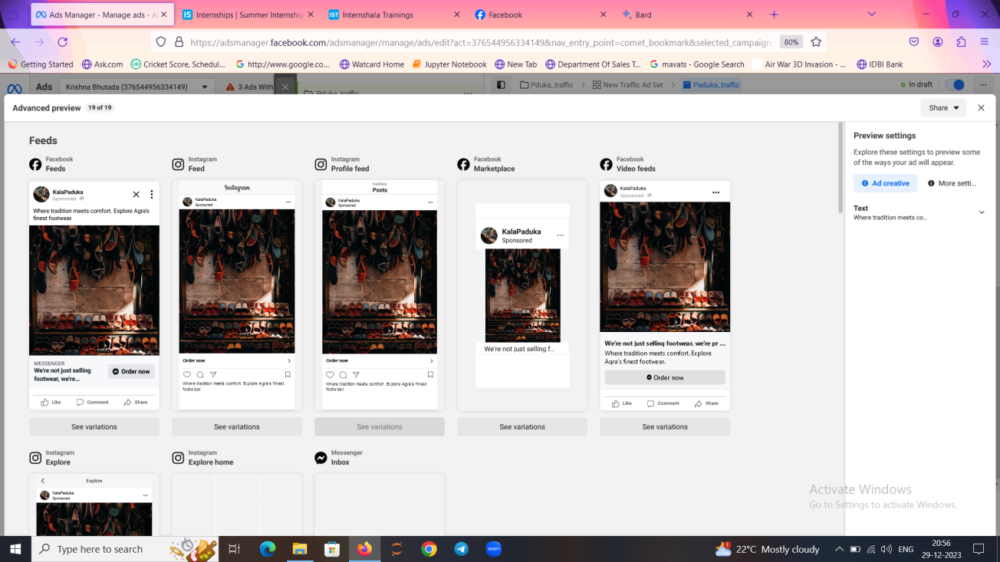 Ads Manager - Manage ads - A
Internships | Summer Internship
Internshala Trainings
Facebook
Bard
https://adsmanager.facebook.com/adsmanager/manage/ads/edit?act=376544956334149&nav_entry_point=comet_bookmark&selected_campaign_
80%
Getting Started
Ask.com
Cricket Score, Schedul...
http://www.google.co...
Watcard Home
Jupyter Notebook
New Tab
Department Of Sales T...
mavats - Google Search
Air War 3D Invasion - ...
IDBI Bank
Ads
Krishna Bhutada (376544956334149)
3 Ads With
Pduka_traffic
Pduka_traffic
New Traffic Ad Set
Paduka_traffic
In draft
Advanced preview
19 of 19
Share
Feeds
Facebook
Feeds
Instagram
Feed
Instagram
Profile feed
Facebook
Marketplace
Facebook
Video feeds
KalaPaduka
Sponsored
Where tradition meets comfort. Explore Agra's
finest footwear.
MESSENGER
We're not just selling
footwear, we're...
Order now
Like
Comment
Share
Instagram
KalaPaduka
Sponsored
Order now
Where tradition meets comfort. Explore Agra's finest
footwear.
kaiblue
Posts
KalaPaduka
Sponsored
Order now
Where tradition meets comfort. Explore Agra's finest
footwear.
KalaPaduka
Sponsored
We're not just selling f...
KalaPaduka
Sponsored
We're not just selling footwear, we're pr ...
Where tradition meets comfort. Explore
Agra's finest footwear.
Order now
Like
Comment
Share
See variations
See variations
See variations
See variations
See variations
Instagram
Explore
Instagram
Explore home
Messenger
Inbox
Explore
KalaPaduka
Sponsored
Preview settings
Explore these settings to preview some
of the ways your ad will appear.
Ad creative
More setti...
Text
Where tradition meets co...
Activate Windows
Go to Settings to activate Windows.
Type here to search
zoom
1
22°C Mostly cloudy
ENG
20:56
29-12-2023